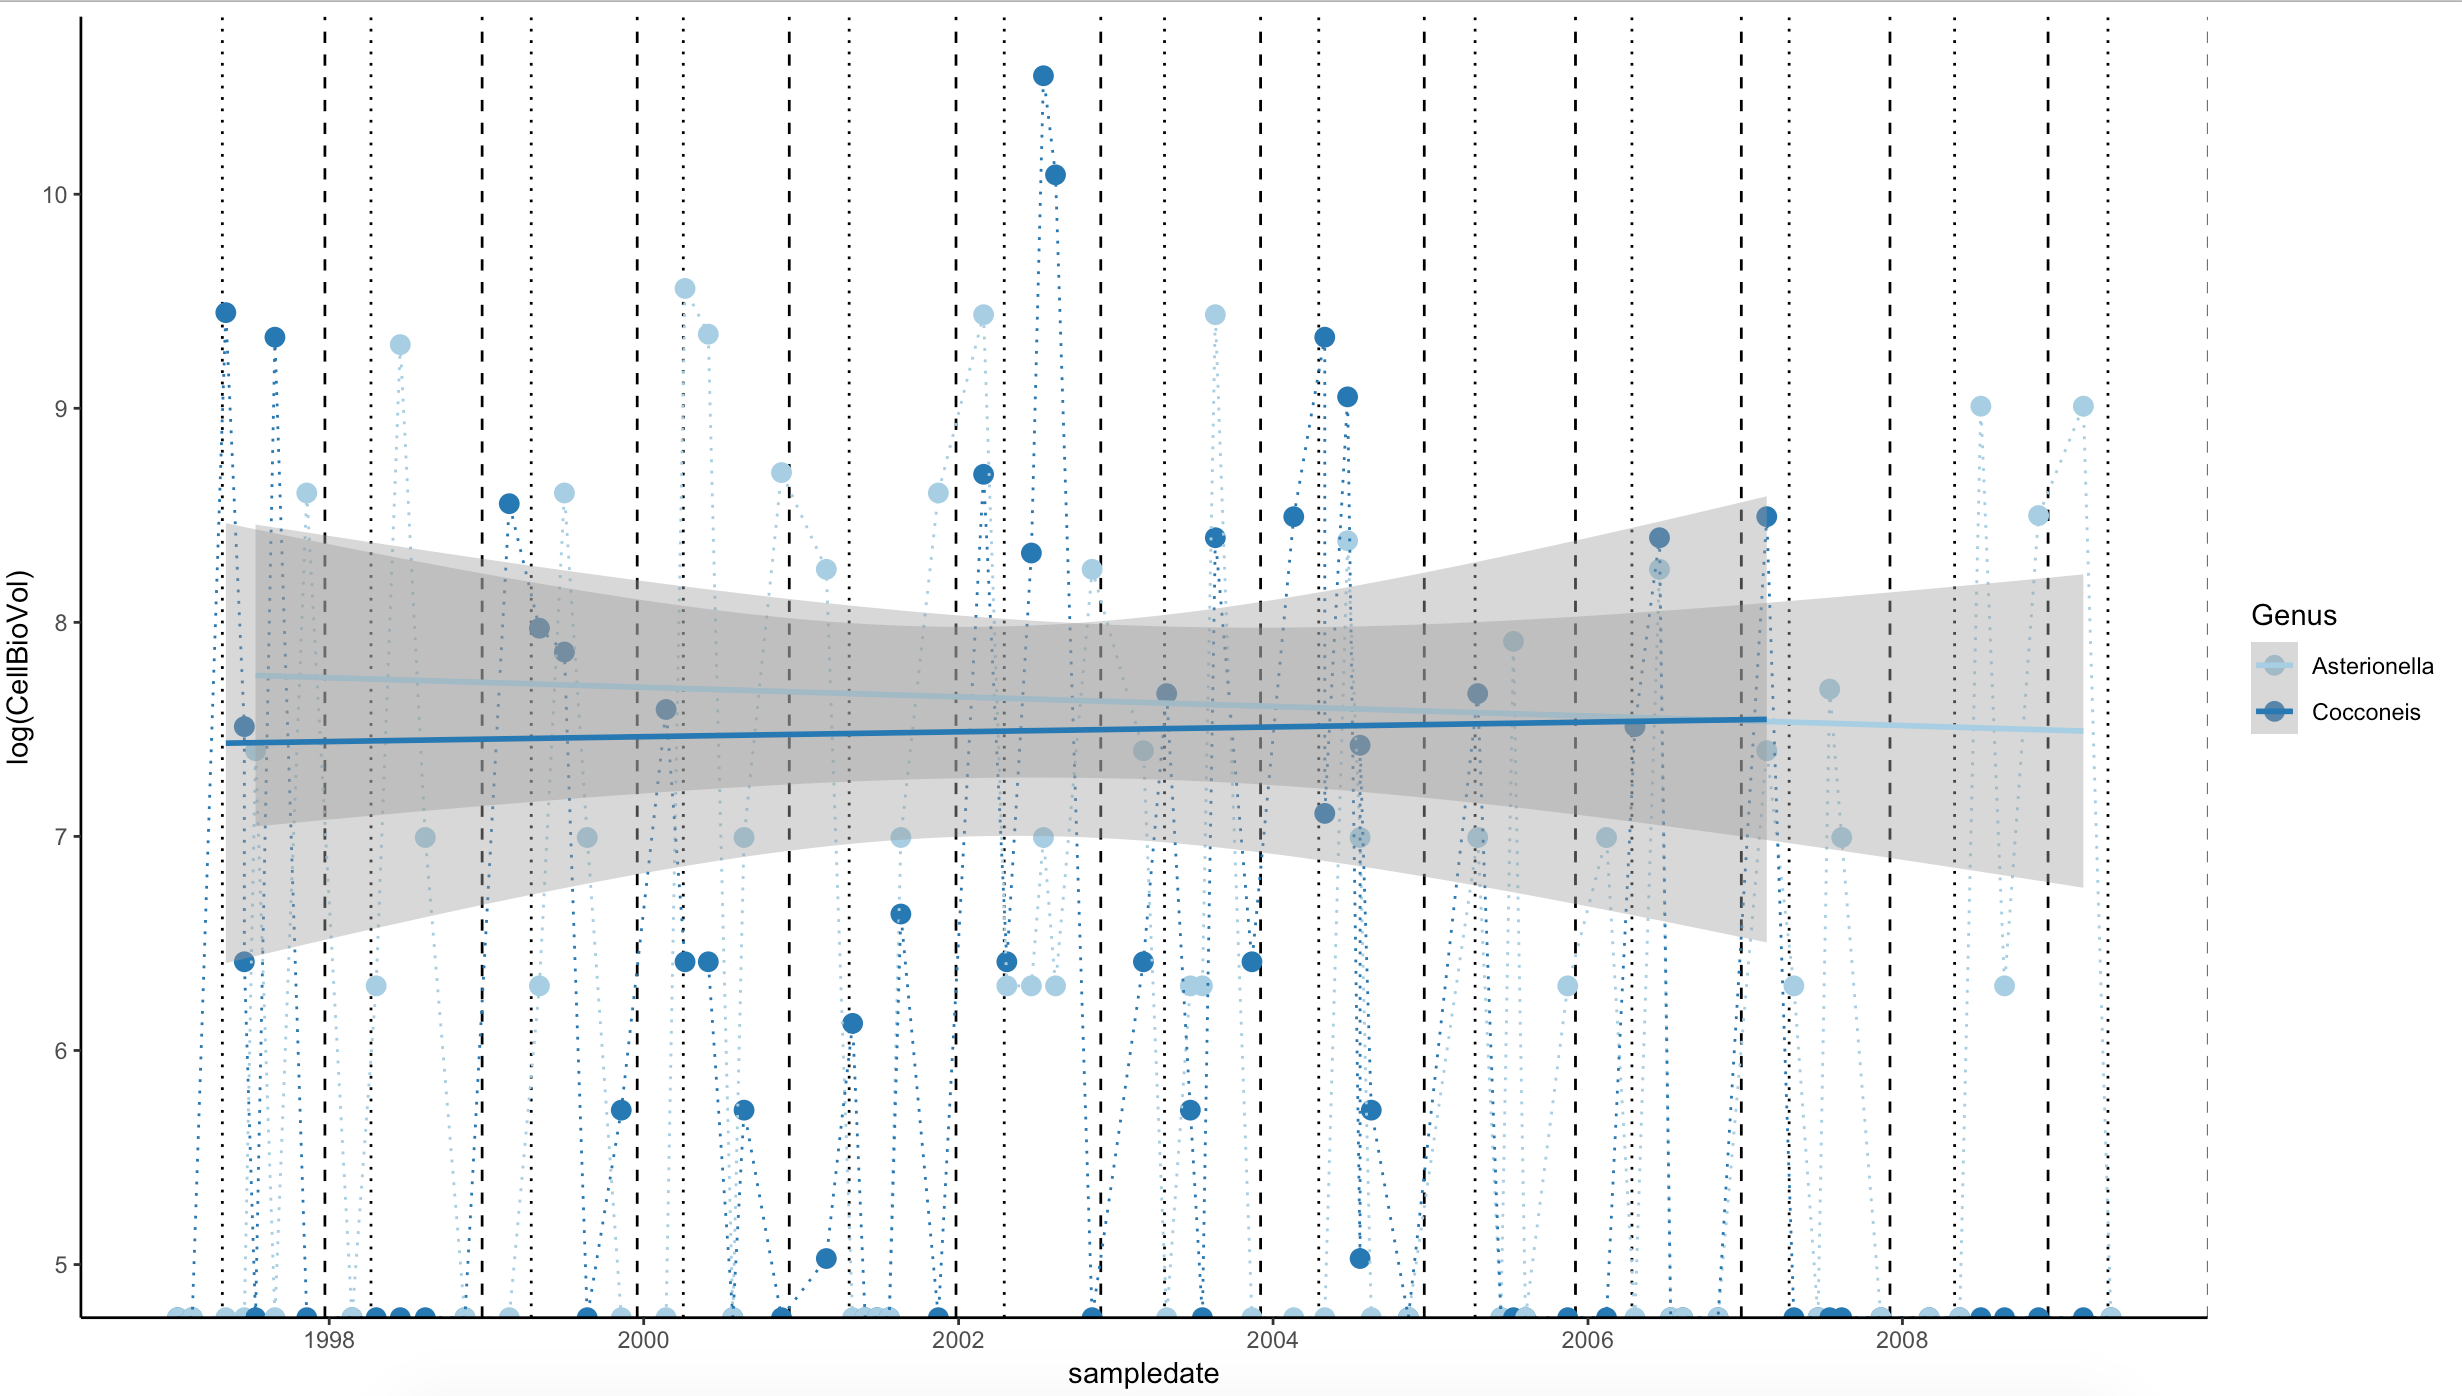 log(CellBioVol)
10
9
8
7
6
5
1998 2000 2002 2004 2006 2008
sampledate
Genus
Asterionella
Cocconeis